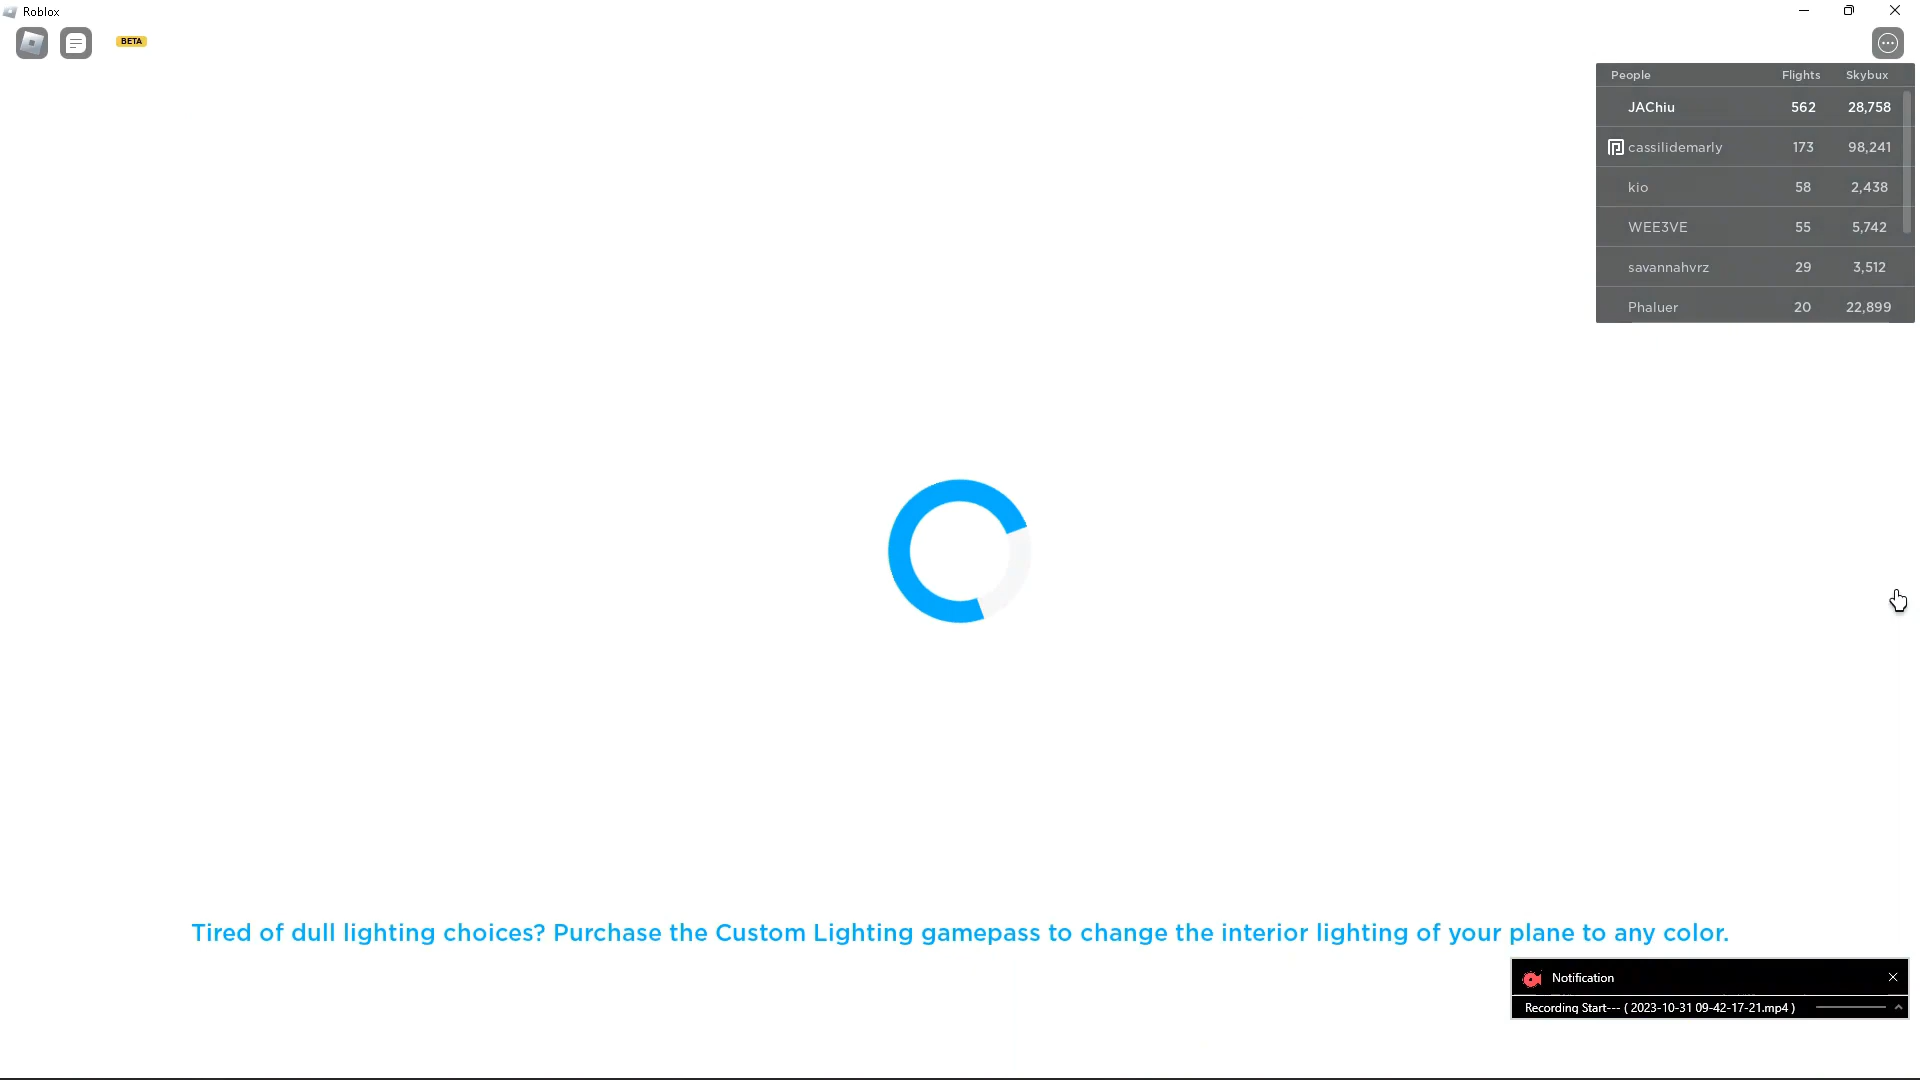 Roblox
BETA
People Flights Skybux
JAChiu 562 28,758
cassilidemarly 173 98,241
kio 58 2,438
WEE3VE 55 5,742
savannahvrz 29 3,512
Phaluer 20 22,899
Tired of dull lighting choices? Purchase the Custom Lighting gamepass to change the interior lighting of your plane to any color.
Notification
Recording Start--- ( 2023-10-31 09-42-17-21.mp4 )